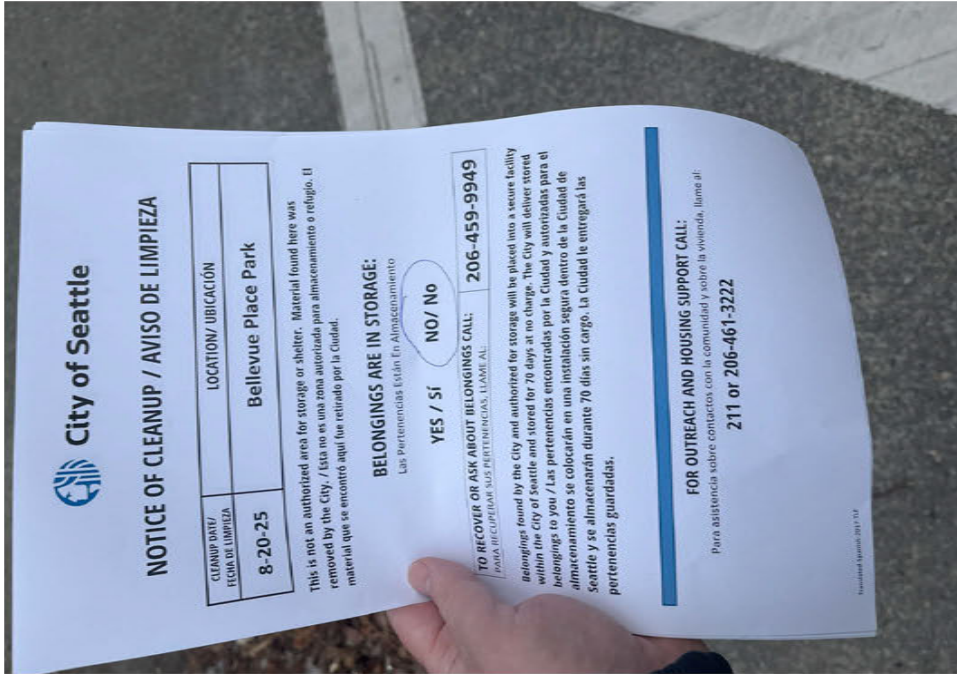 City of Seattle
NOTICE OF CLEANUP / AVISO DE LIMPIEZA
CLEANUP DATE/
FECHA DE LIMPIEZA
LOCATION/ UBICACIÓN
8-20-25
Bellevue Place Park
This is not an authorized area for storage or shelter. Material found here was
removed by the City. / Esta no es una zona autorizada para almacenamiento o refugio. El
material que se encontró aquí fue retirado por la Ciudad.
BELONGINGS ARE IN STORAGE:
Las Pertenencias Están En Almacenamiento
YES / SÍ NO/ No
TO RECOVER OR ASK ABOUT BELONGINGS CALL:
PARA RECUPERAR SUS PERTENENCIAS, LLAME AL:
206-459-9949
Belongings found by the City and authorized for storage will be placed into a secure facility
within the City of Seattle and stored for 70 days at no charge. The City will deliver stored
belongings to you / Las pertenencias encontradas por la Ciudad y autorizadas para el
almacenamiento se colocarán en una instalación segura dentro de la Ciudad de
Seattle y se almacenarán durante 70 días sin cargo. La Ciudad le entregará las
pertenencias guardadas.
FOR OUTREACH AND HOUSING SUPPORT CALL:
Para asistencia sobre contactos con la comunidad y sobre la vivienda, llame al:
211 or 206-461-3222
Translated Spanish 2017 TLP